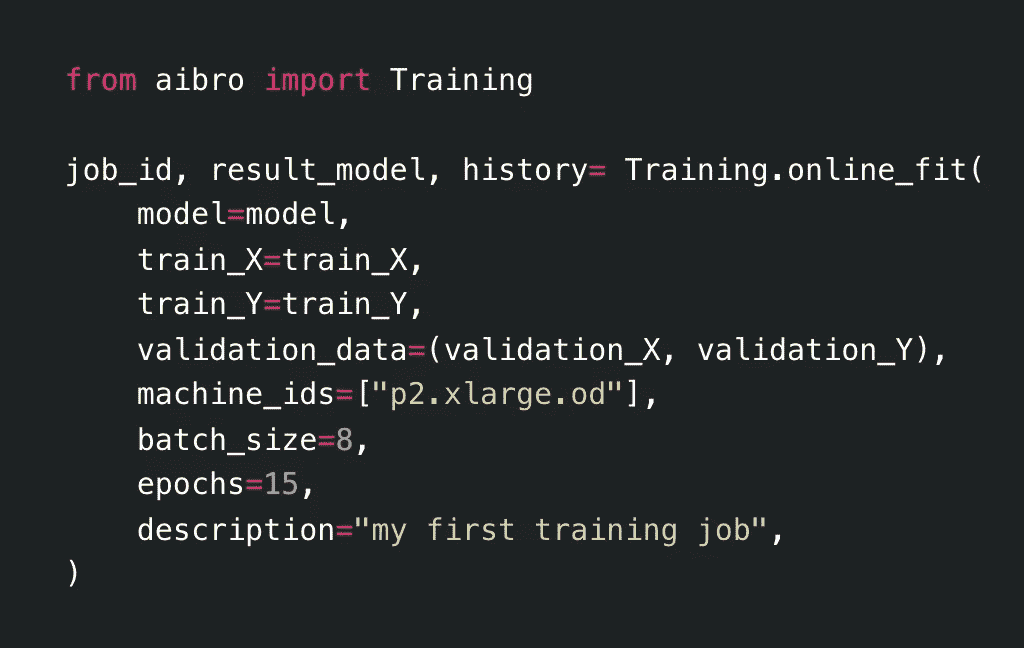 from aibro import Training
job_id, result_model, history= Training.online_fit(
    model=model,
    train_X=train_X,
    train_Y=train_Y,
    validation_data=(validation_X, validation_Y),
    machine_ids=["p2.xlarge.od"],
    batch_size=8,
    epochs=15,
    description="my first training job",
)